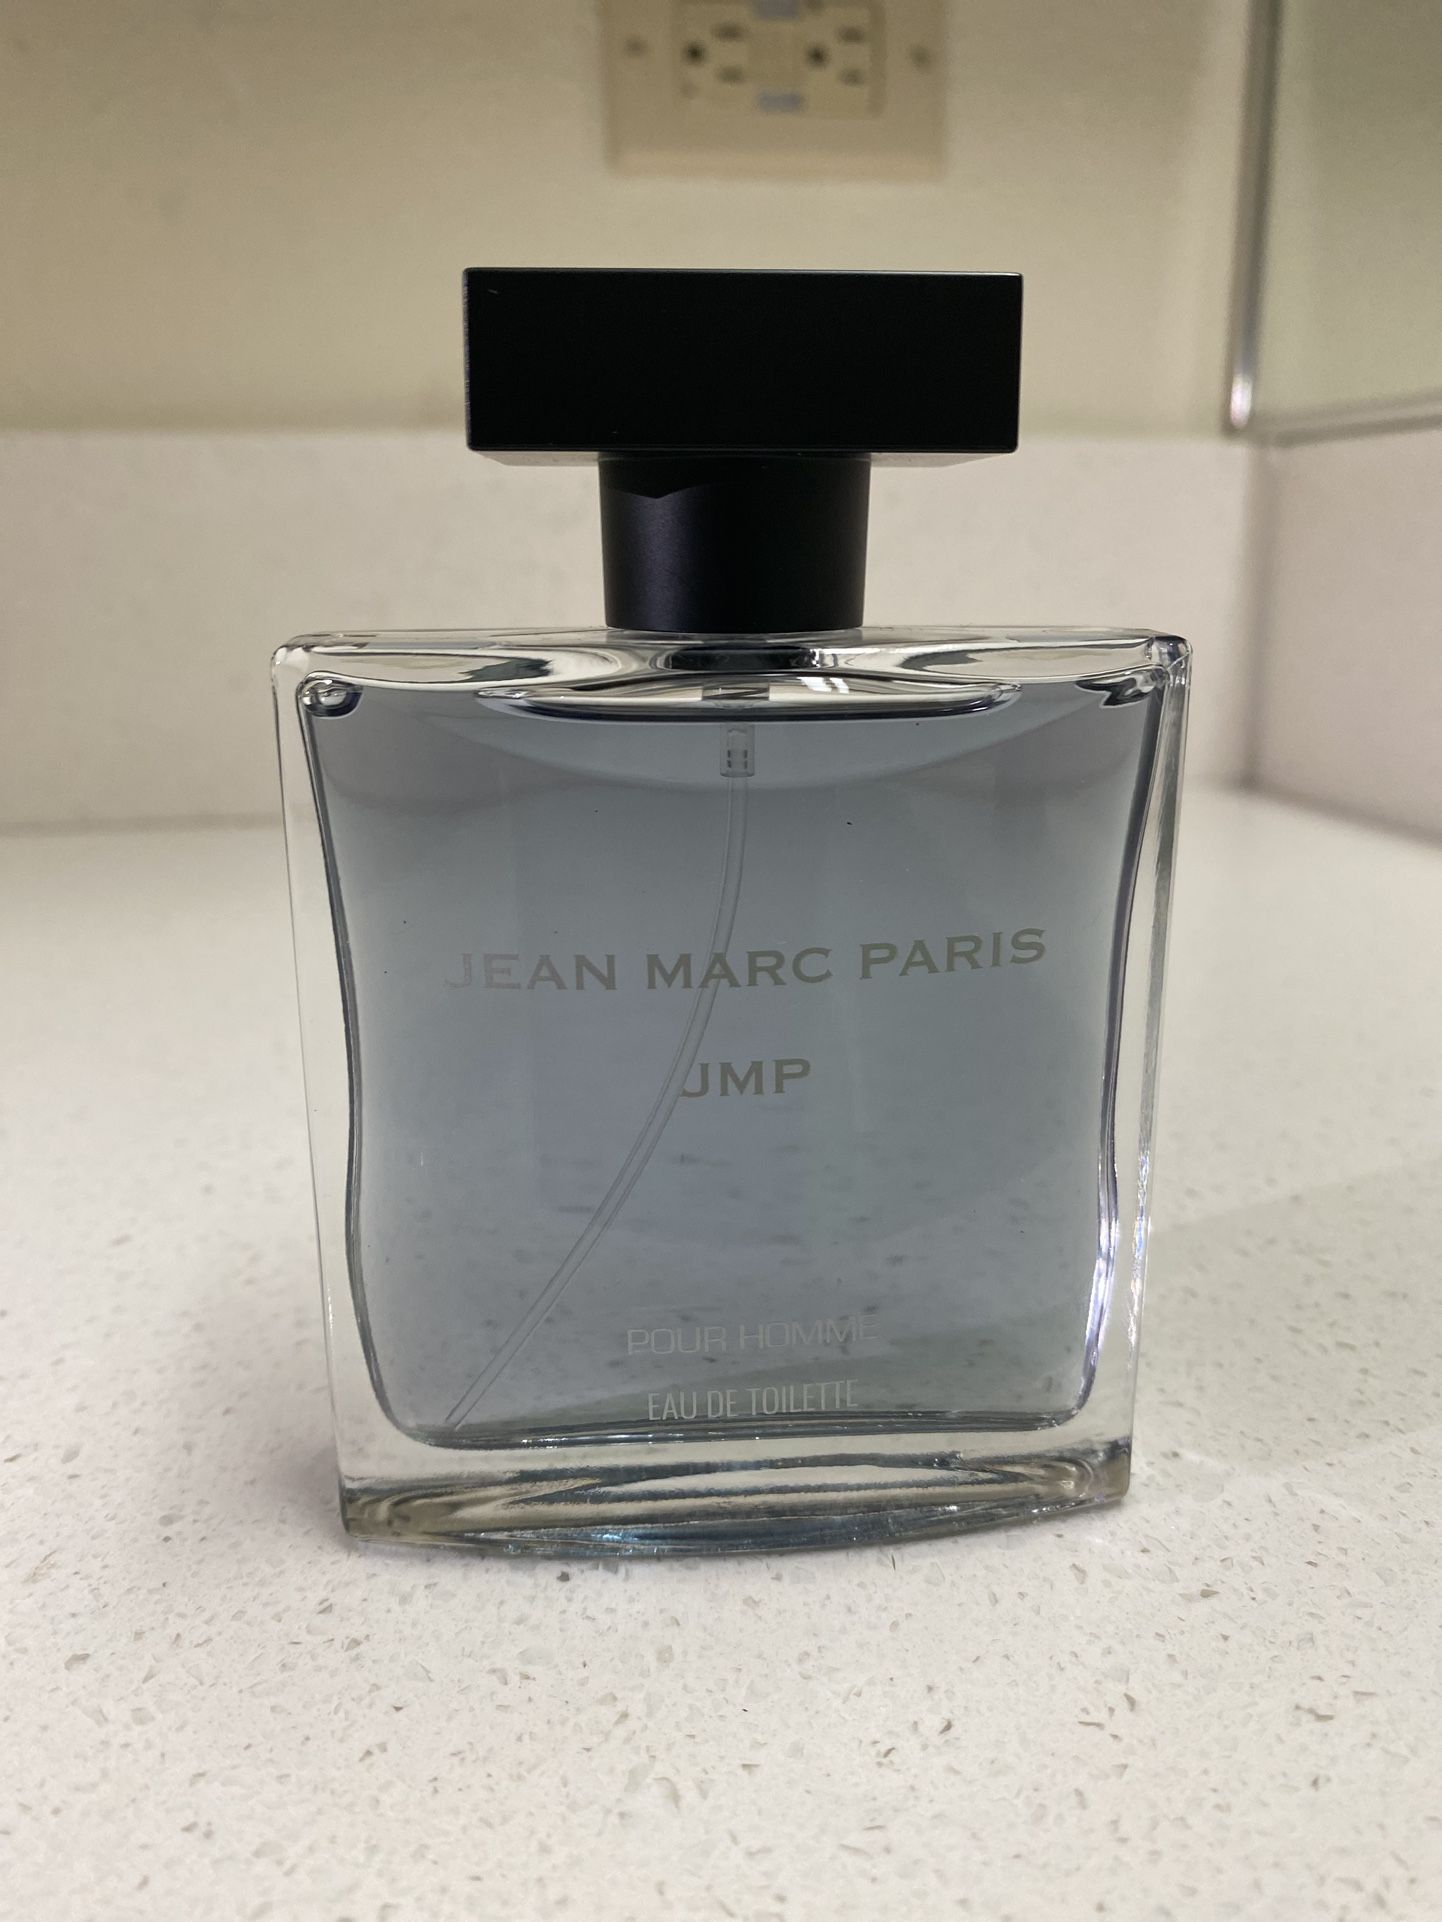 JEAN MARC PARIS
JMP
POUR HOMME
EAU DE TOILETTE